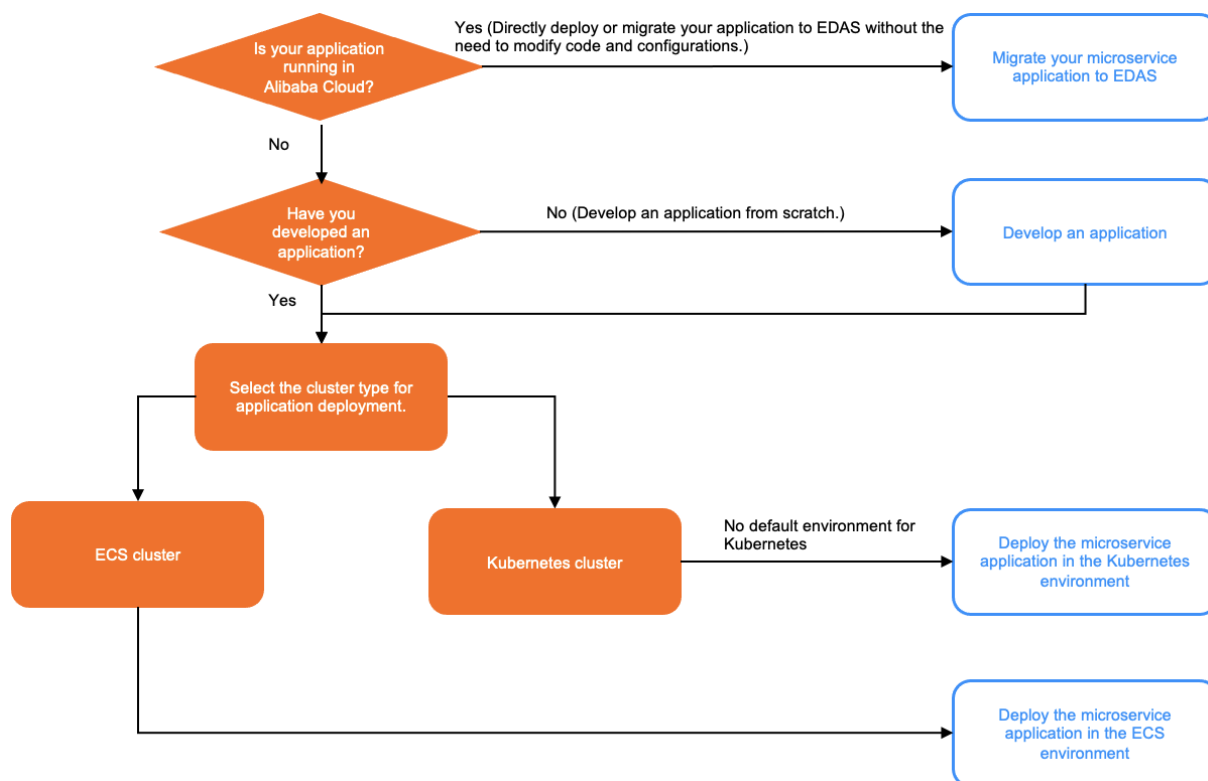 Is your application
running in
Alibaba Cloud?
Yes (Directly deploy or migrate your application to EDAS without the
need to modify code and configurations.)
Migrate your microservice
application to EDAS
No
Have you
developed an
application?
No (Develop an application from scratch.)
Develop an application
Yes
Select the cluster type for
application deployment.
ECS cluster
Kubernetes cluster
No default environment for
Kubernetes
Deploy the microservice
application in the Kubernetes
environment
Deploy the microservice
application in the ECS
environment